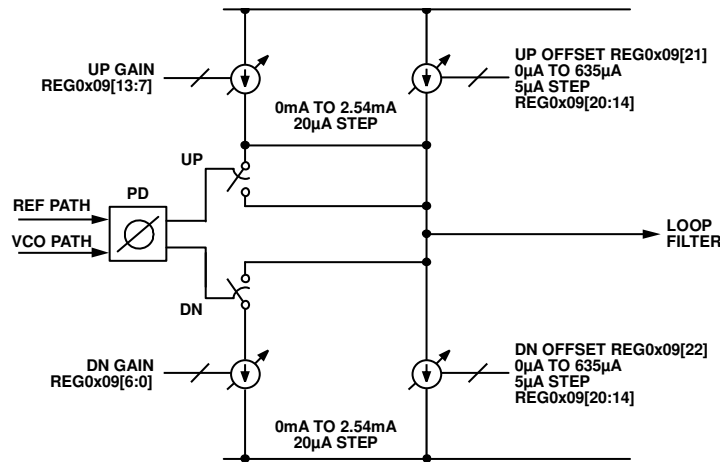 UP GAIN
REG0x09[13:7]
UP OFFSET REG0x09[21]
0µA TO 635µA
5µA STEP
REG0x09[20:14]
0mA TO 2.54mA
20µA STEP
UP
PD
REF PATH
VCO PATH
LOOP
FILTER
DN
DN GAIN
REG0x09[6:0]
DN OFFSET REG0x09[22]
0µA TO 635µA
5µA STEP
REG0x09[20:14]
0mA TO 2.54mA
20µA STEP